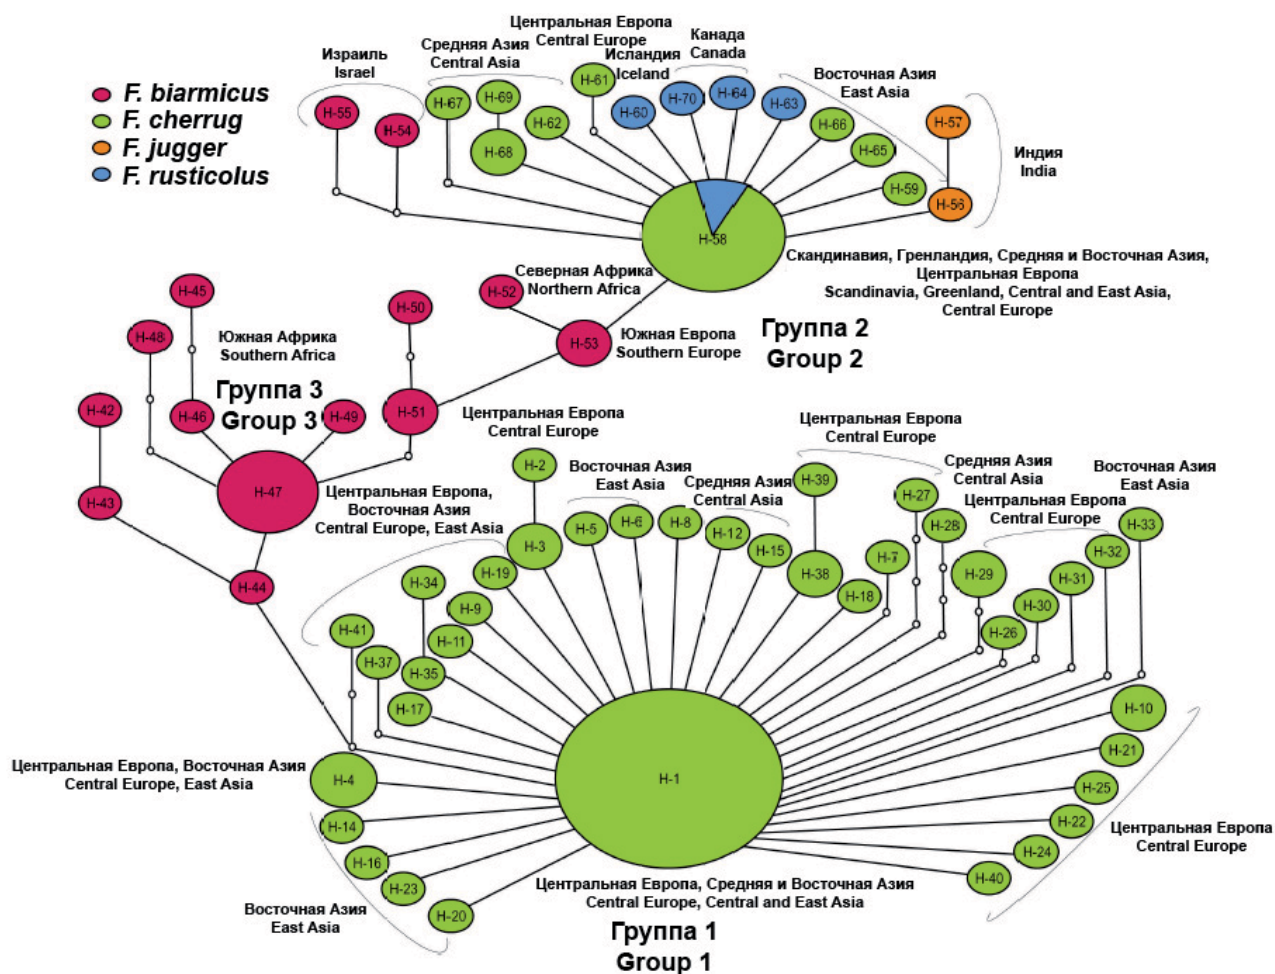 Центральная Европа
Central Europe
Израиль
Israel
Средняя Азия
Central Asia
Исландия
Iceland
Канада
Canada
Восточная Азия
East Asia
F. biarmicus
F. cherrug
F. jugger
F. rusticolus
H-55
H-54
H-67
H-69
H-68
H-62
H-61
H-60
H-70
H-64
H-63
H-66
H-65
H-59
H-57
H-56
Индия
India
H-58
Скандинавия, Гренландия, Средняя и Восточная Азия,
Центральная Европа
Scandinavia, Greenland, Central and East Asia,
Central Europe
Северная Африка
Northern Africa
H-52
H-53
Южная Европа
Southern Europe
Группа 2
Group 2
H-45
H-48
H-50
Южная Африка
Southern Africa
Группа 3
Group 3
H-42
H-46
H-49
H-51
H-47
H-43
H-44
Центральная Европа
Central Europe
H-2
Восточная Азия
East Asia
Средняя Азия
Central Asia
Центральная Европа
Central Europe
Средняя Азия
Central Asia
Центральная Европа
Central Europe
Восточная Азия
East Asia
Центральная Европа,
Восточная Азия
Central Europe, East Asia
H-3
H-5
H-6
H-8
H-12
H-15
H-39
H-38
H-18
H-7
H-27
H-28
H-29
H-26
H-30
H-31
H-32
H-33
H-19
H-34
H-9
H-11
H-35
H-41
H-37
H-17
H-10
H-21
H-25
H-22
H-24
H-40
Центральная Европа, Восточная Азия
Central Europe, East Asia
H-4
H-1
H-14
H-16
H-23
H-20
Восточная Азия
East Asia
Центральная Европа
Central Europe
Центральная Европа, Средняя и Восточная Азия
Central Europe, Central and East Asia
Группа 1
Group 1